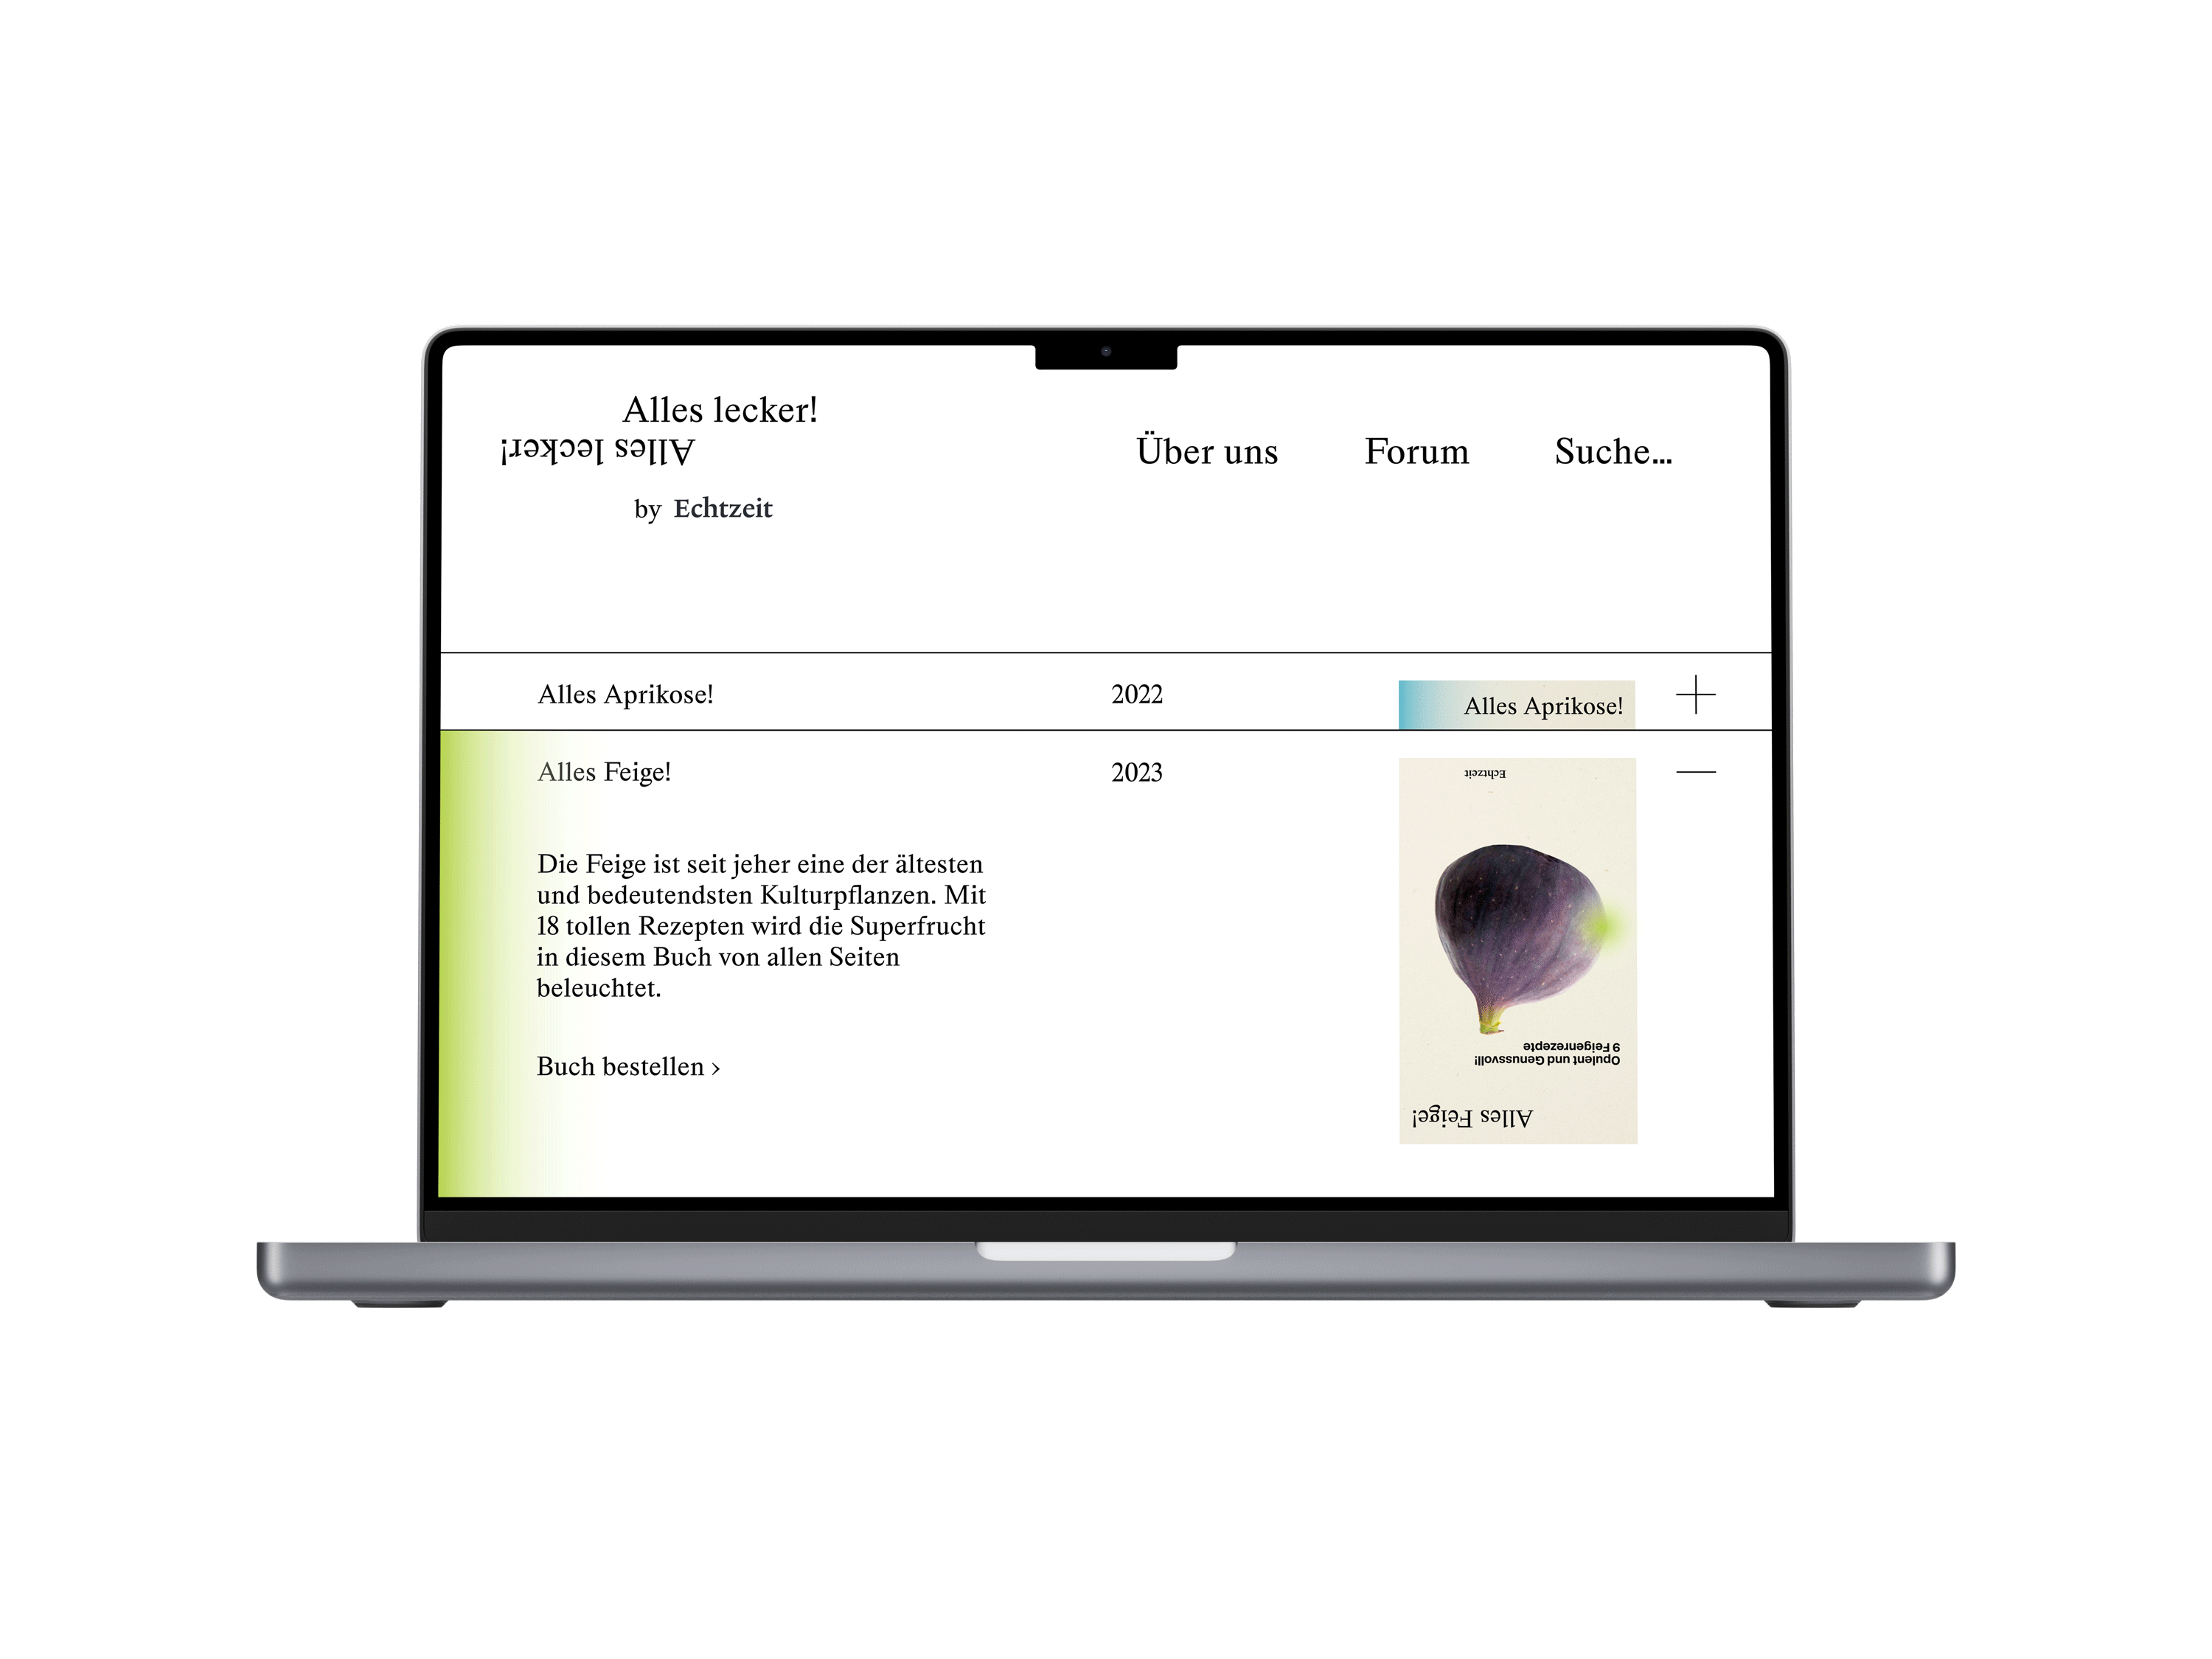 Alles lecker!
Alles lecker!
by Echtzeit
Über uns Forum Suche...
Alles Aprikose! 2022 Alles Aprikose!
Alles Feige! 2023
Die Feige ist seit jeher eine der ältesten
und bedeutendsten Kulturpflanzen. Mit
18 tollen Rezepten wird die Superfrucht
in diesem Buch von allen Seiten
beleuchtet.
Buch bestellen ›
Alles Feige!
Opulent und Genussvoll!
9 Feigenrezepte
Echtzeit